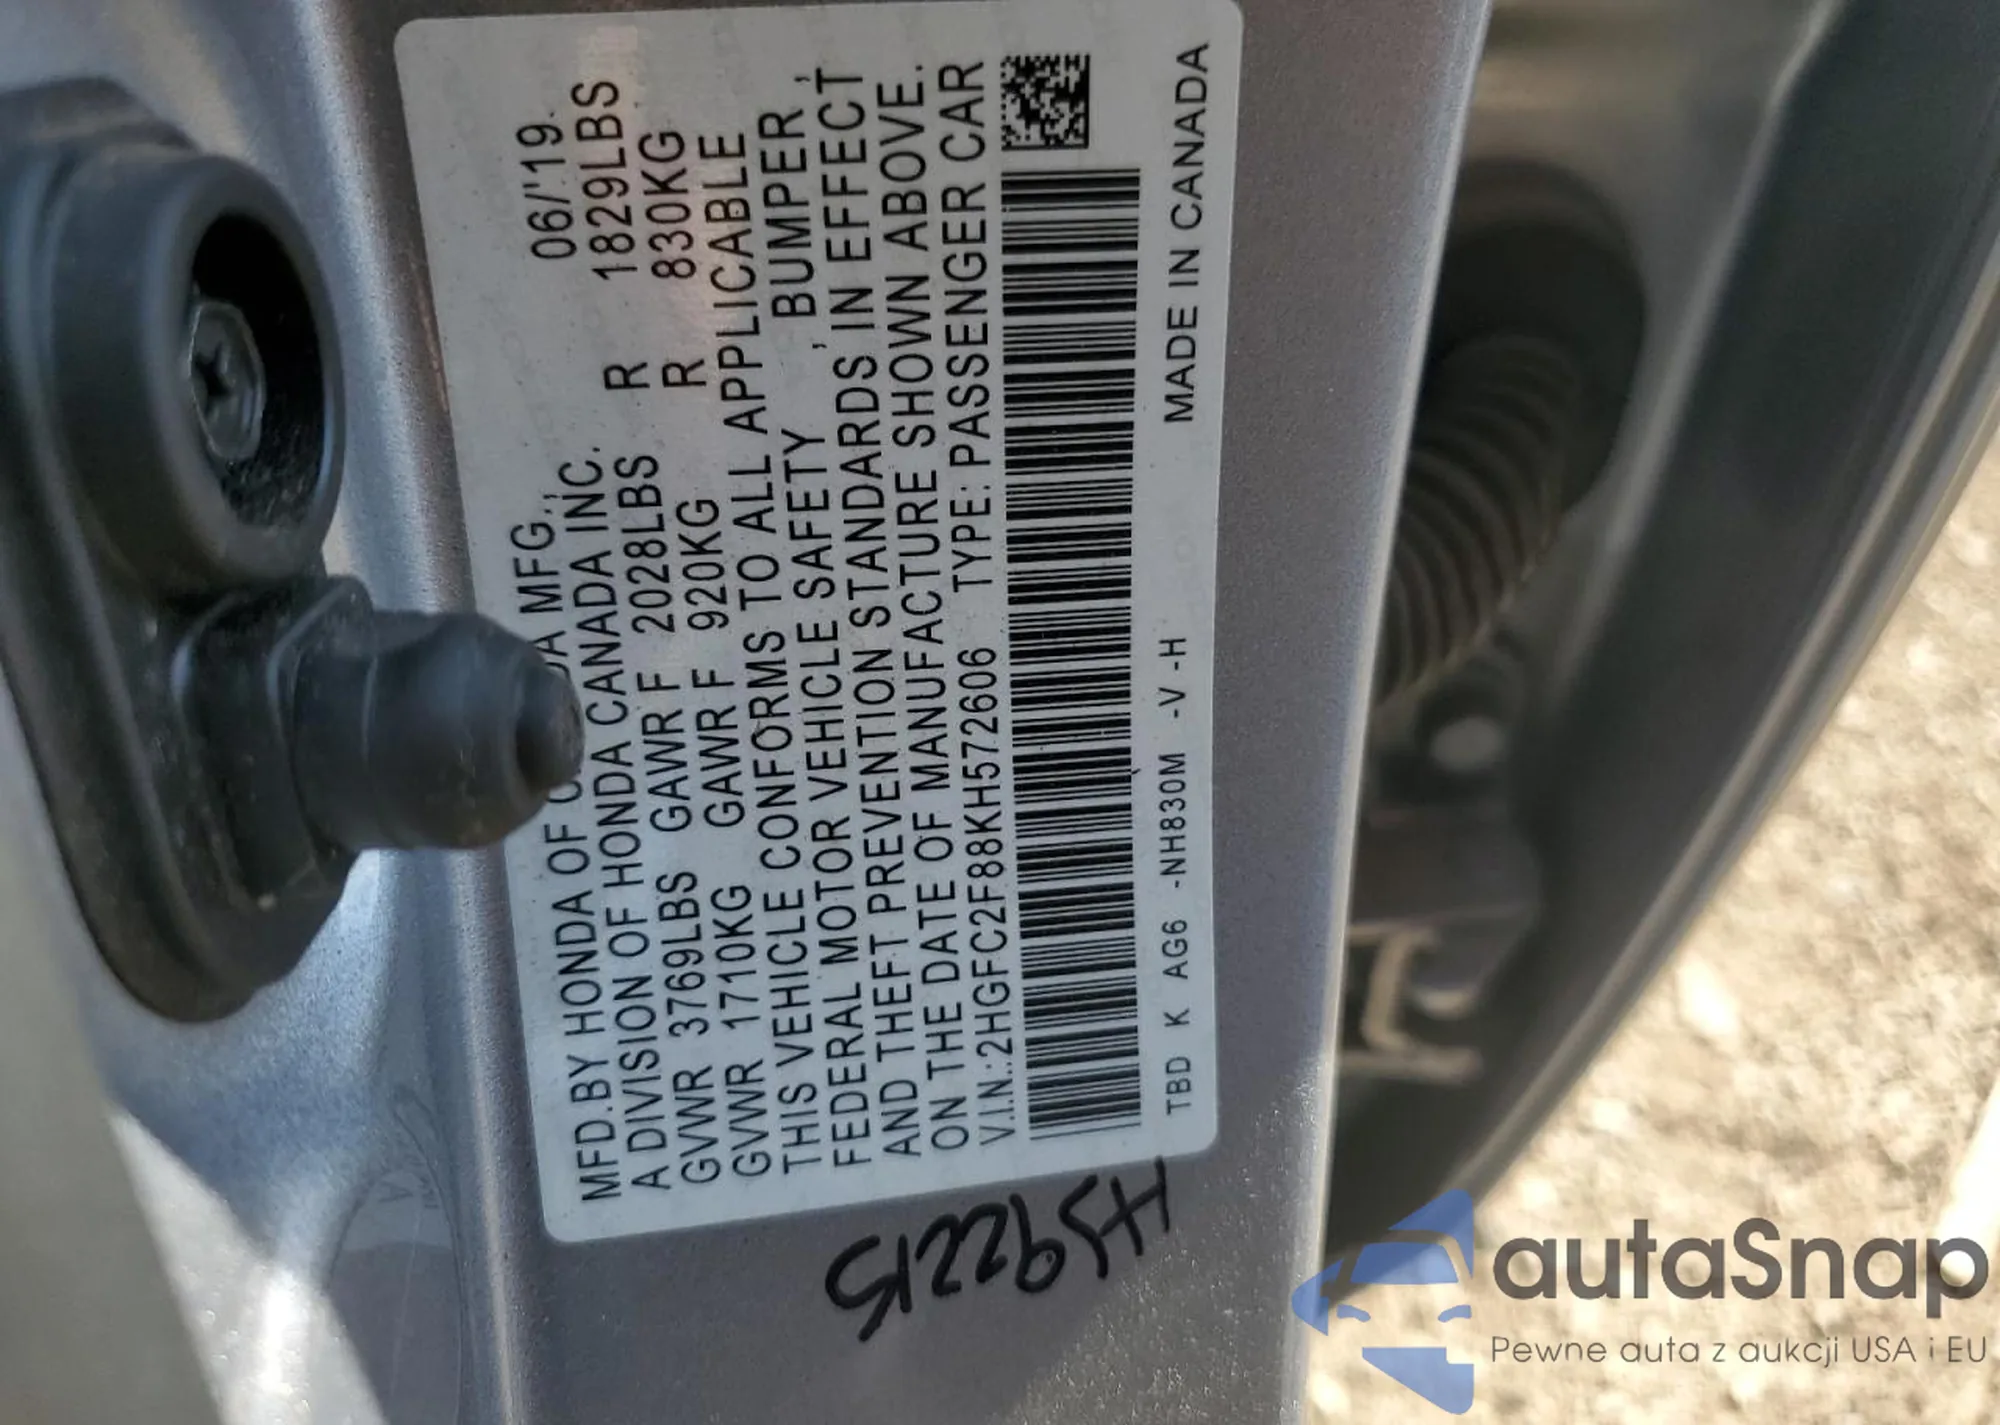 MFD.BY HONDA OF MFG., 06/'19.
A DIVISION OF HONDA CANADA INC.
GVWR 3769LBS GAWR F 2028LBS R 1829LBS
GVWR 1710KG GAWR F 920KG R 830KG
THIS VEHICLE CONFORMS TO ALL APPLICABLE
FEDERAL MOTOR VEHICLE SAFETY , BUMPER,
AND THEFT PREVENTION STANDARDS, IN EFFECT
ON THE DATE OF MANUFACTURE SHOWN ABOVE.
V.I.N.:2HGFC2F88KH572606 TYPE: PASSENGER CAR
TBD K AG6 -NH830M -V -H MADE IN CANADA
autaSnap
Pewne auta z aukcji USA i EU